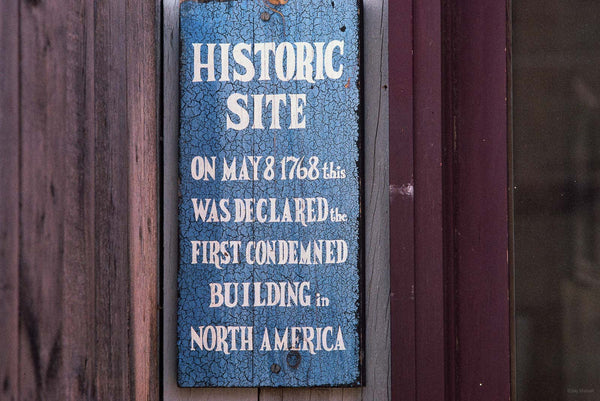 HISTORIC
SITE
ON MAY 8 1768 this
WAS DECLARED the
FIRST CONDEMNED
BUILDING in
NORTH AMERICA